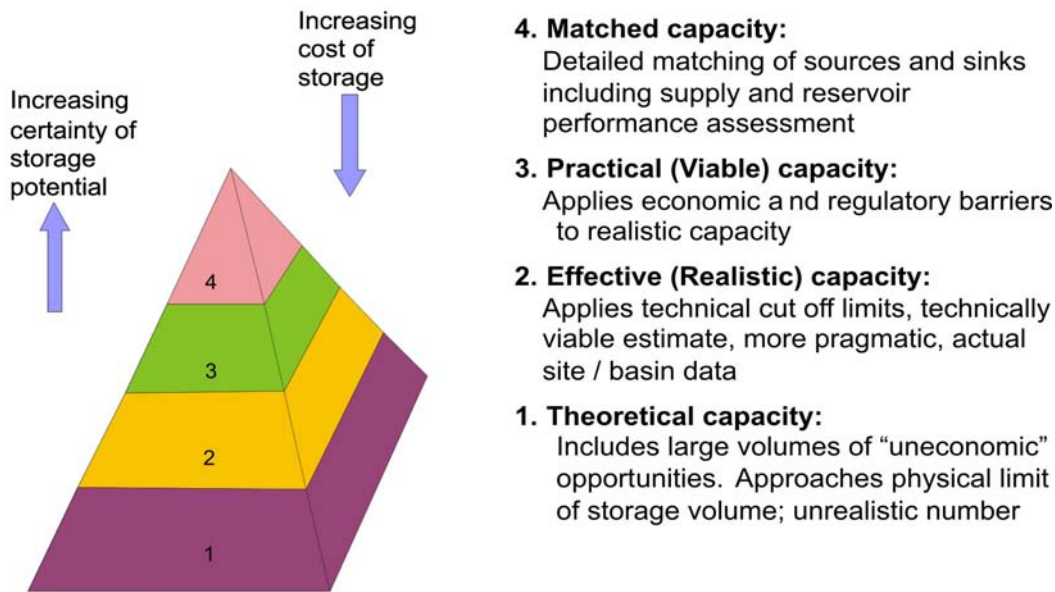 Increasing
certainty of
storage
potential
Increasing
cost of
storage
4
3
2
1
4. Matched capacity:
Detailed matching of sources and sinks
including supply and reservoir
performance assessment
3. Practical (Viable) capacity:
Applies economic a nd regulatory barriers
to realistic capacity
2. Effective (Realistic) capacity:
Applies technical cut off limits, technically
viable estimate, more pragmatic, actual
site / basin data
1. Theoretical capacity:
Includes large volumes of “uneconomic”
opportunities. Approaches physical limit
of storage volume; unrealistic number